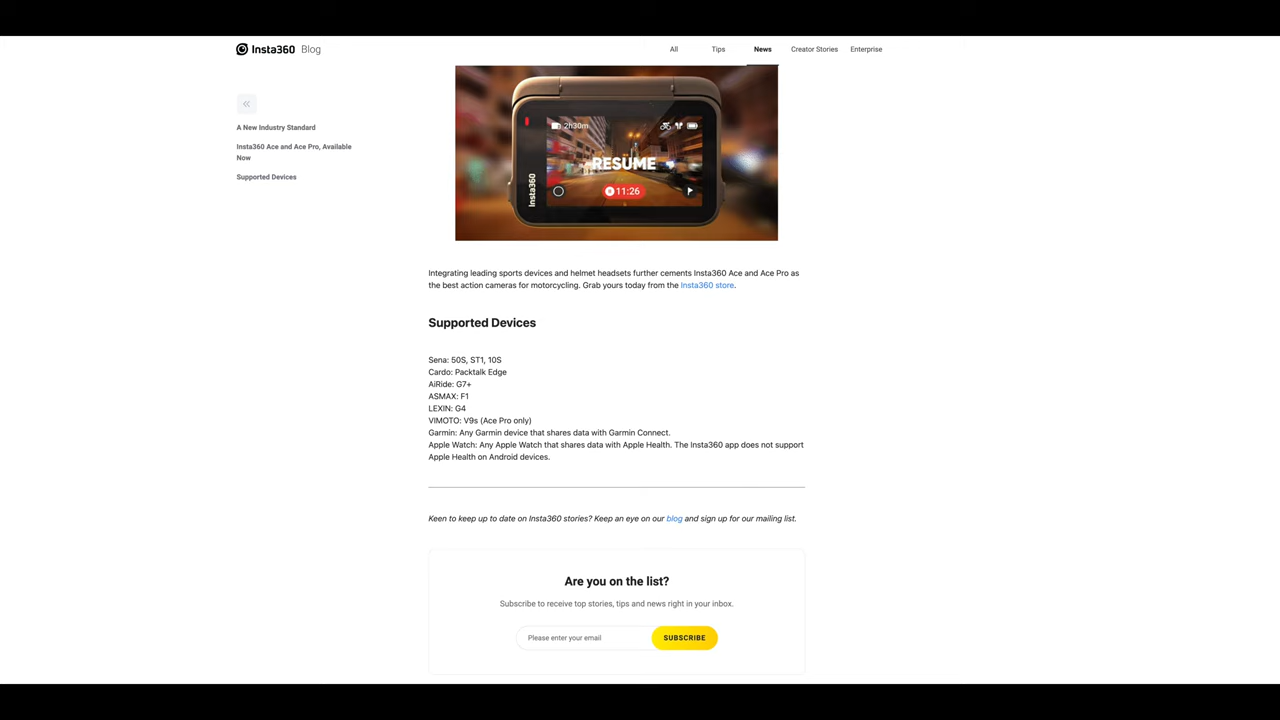 Insta360 Blog
All
Tips
News
Creator Stories
Enterprise
A New Industry Standard
Insta360 Ace and Ace Pro, Available
Now
Supported Devices
2h30m
RESUME
11:26
Insta360
Integrating leading sports devices and helmet headsets further cements Insta360 Ace and Ace Pro as
the best action cameras for motorcycling. Grab yours today from the Insta360 store.
Supported Devices
Sena: 50S, ST1, 10S
Cardo: Packtalk Edge
AiRide: G7+
ASMAX: F1
LEXIN: G4
VIMOTO: V9s (Ace Pro only)
Garmin: Any Garmin device that shares data with Garmin Connect.
Apple Watch: Any Apple Watch that shares data with Apple Health. The Insta360 app does not support
Apple Health on Android devices.
Keen to keep up to date on Insta360 stories? Keep an eye on our blog and sign up for our mailing list.
Are you on the list?
Subscribe to receive top stories, tips and news right in your inbox.
Please enter your email
SUBSCRIBE